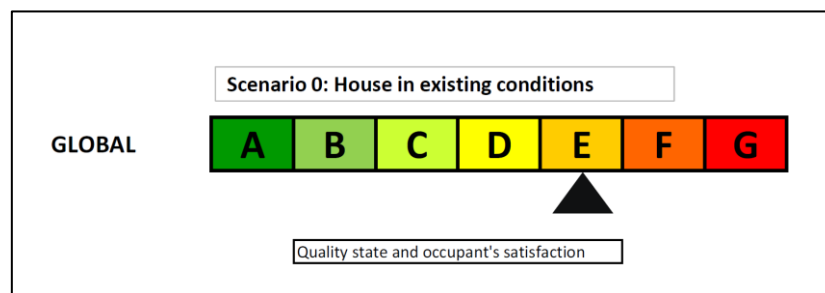 Scenario 0: House in existing conditions
GLOBAL A B C D E F G
Quality state and occupant's satisfaction